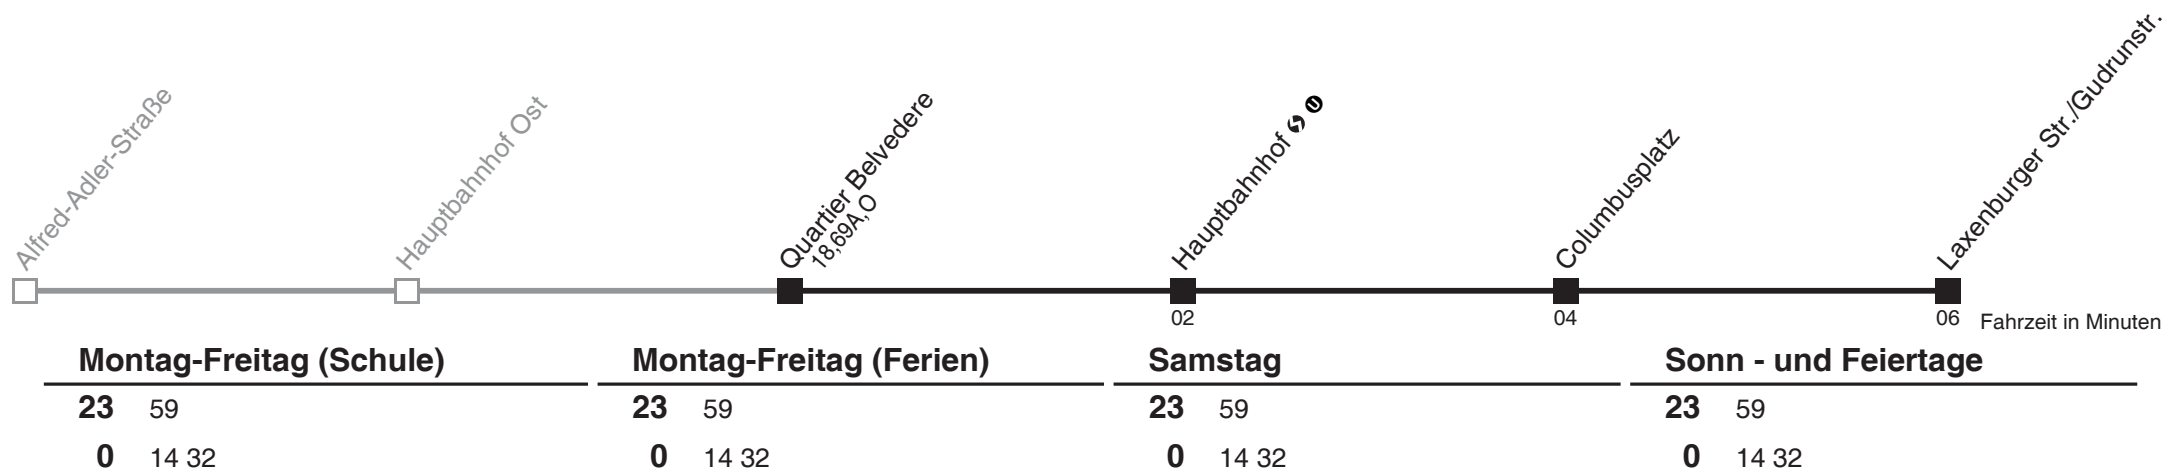 Alfred-Adler-Straße
Hauptbahnhof Ost
Quartier Belvedere
18,69A,O
Hauptbahnhof S U
Columbusplatz
Laxenburger Str./Gudrunstr.
02 04 06 Fahrzeit in Minuten
Montag-Freitag (Schule) Montag-Freitag (Ferien) Samstag Sonn - und Feiertage
23 59 23 59 23 59 23 59
0 14 32 0 14 32 0 14 32 0 14 32